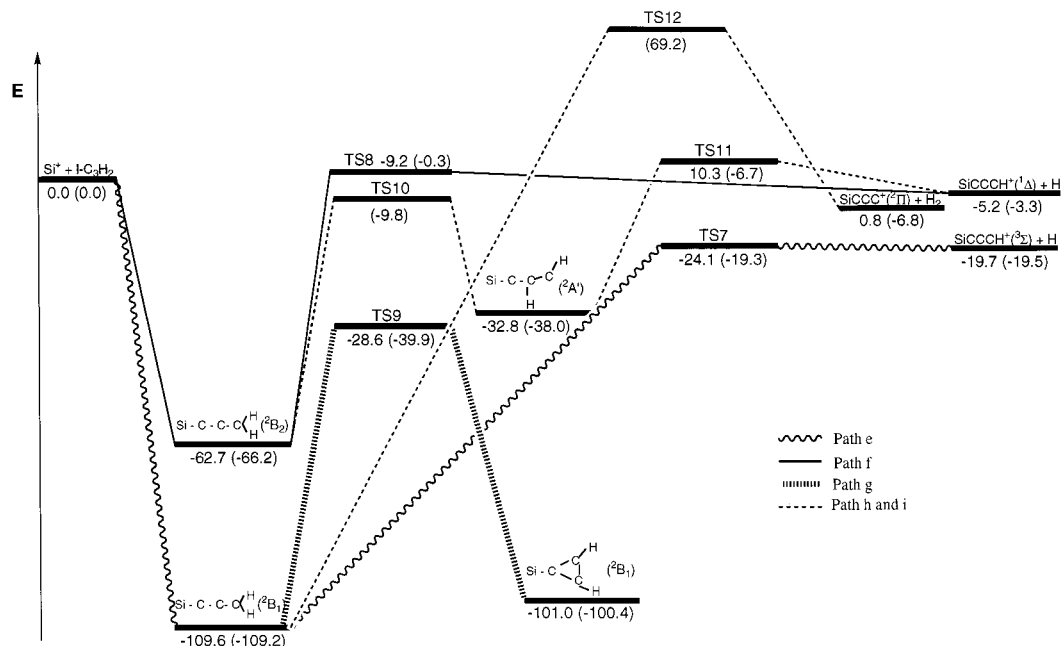 TS12
(69.2)
E
Si⁺ + l-C₃H₂
0.0 (0.0)
TS8 -9.2 (-0.3)
TS10
(-9.8)
TS11
10.3 (-6.7)
SiCCCH⁺(¹Δ) + H
-5.2 (-3.3)
SiCCC⁺(²Π) + H₂
0.8 (-6.8)
TS7
-24.1 (-19.3)
SiCCCH⁺(³Σ) + H
-19.7 (-19.5)
H
Si - C - C - C (²A')
H
-32.8 (-38.0)
TS9
-28.6 (-39.9)
H
Si - C - C - C (²B₂)
H
-62.7 (-66.2)
Path e
Path f
Path g
Path h and i
H
Si - C - C - C (²B₁)
H
-109.6 (-109.2)
H
C
Si - C (²B₁)
C
H
-101.0 (-100.4)